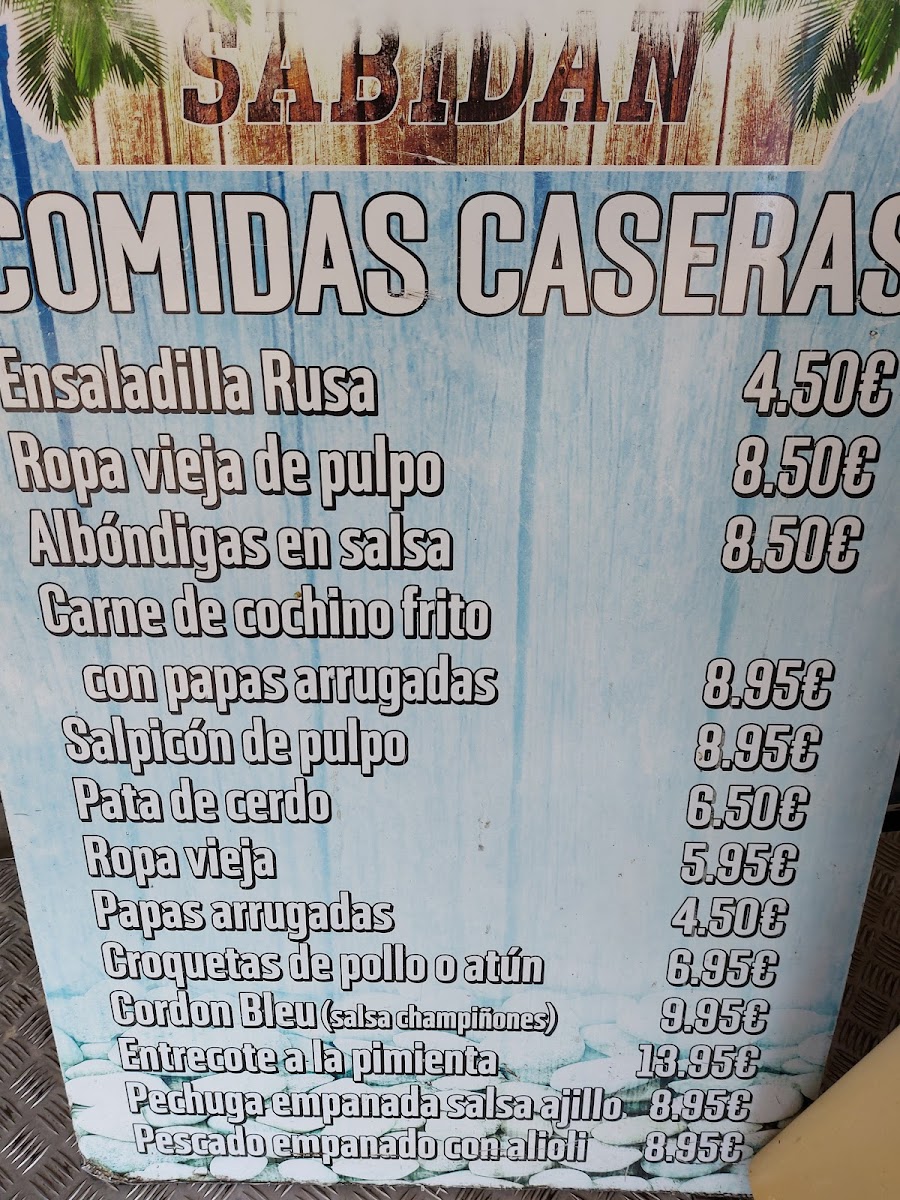 SABIDAN
COMIDAS CASERAS
Ensaladilla Rusa 4.50€
Ropa vieja de pulpo 8.50€
Albóndigas en salsa 8.50€
Carne de cochino frito
con papas arrugadas 8.95€
Salpicón de pulpo 8.95€
Pata de cerdo 6.50€
Ropa vieja 5.95€
Papas arrugadas 4.50€
Croquetas de pollo o atún 6.95€
Cordon Bleu (salsa champiñones) 9.95€
Entrecote a la pimienta 13.95€
Pechuga empanada salsa ajillo 8.95€
Pescado empanado con alioli 8.95€